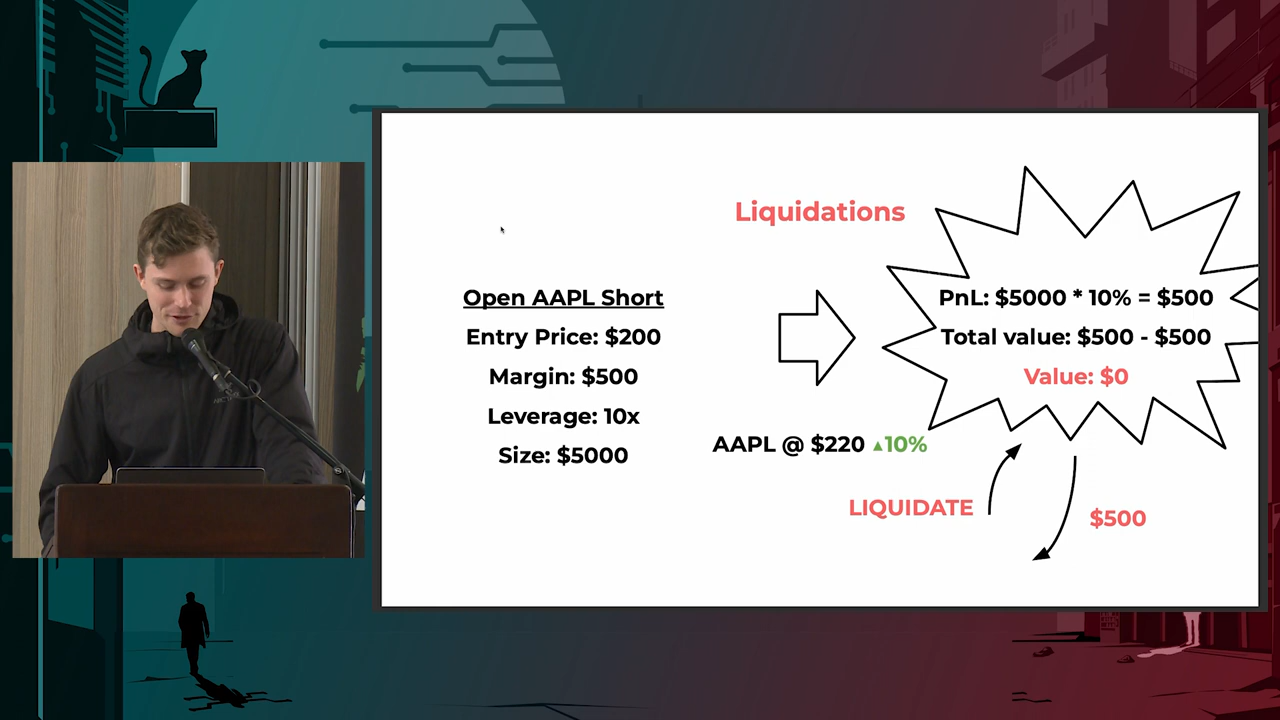 Liquidations
Open AAPL Short
Entry Price: $200
Margin: $500
Leverage: 10x
Size: $5000
AAPL @ $220 ▲10%
PnL: $5000 * 10% = $500
Total value: $500 - $500
Value: $0
LIQUIDATE
$500